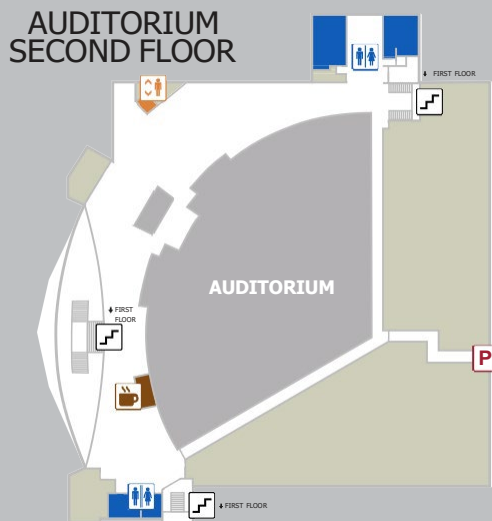 AUDITORIUM
SECOND FLOOR
FIRST FLOOR
AUDITORIUM
FIRST
FLOOR
P
FIRST FLOOR